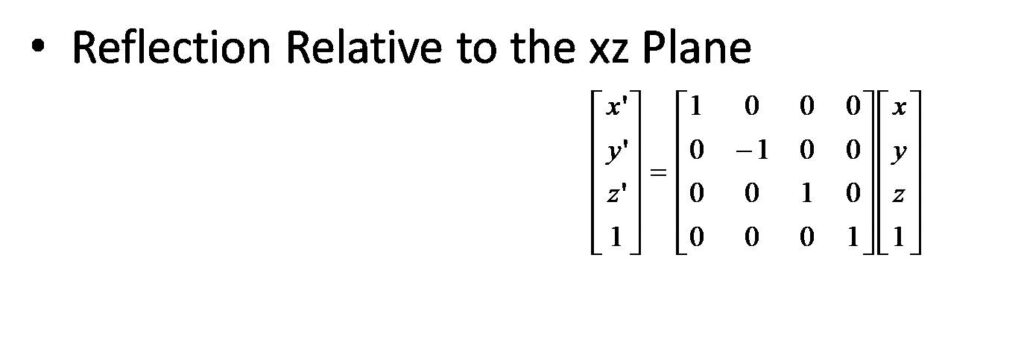 • Reflection Relative to the xz Plane
[x'] [1 0 0 0][x]
[y'] [0 −1 0 0][y]
=
[z'] [0 0 1 0][z]
[1] [0 0 0 1][1]